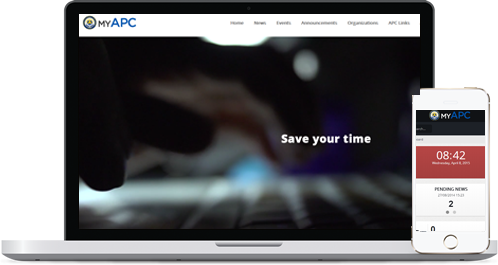 MYAPC
Home News Events Announcements Organizations APC Links
Save your time
MYAPC
08:42
Wednesday, April 8, 2015
PENDING NEWS
2
0